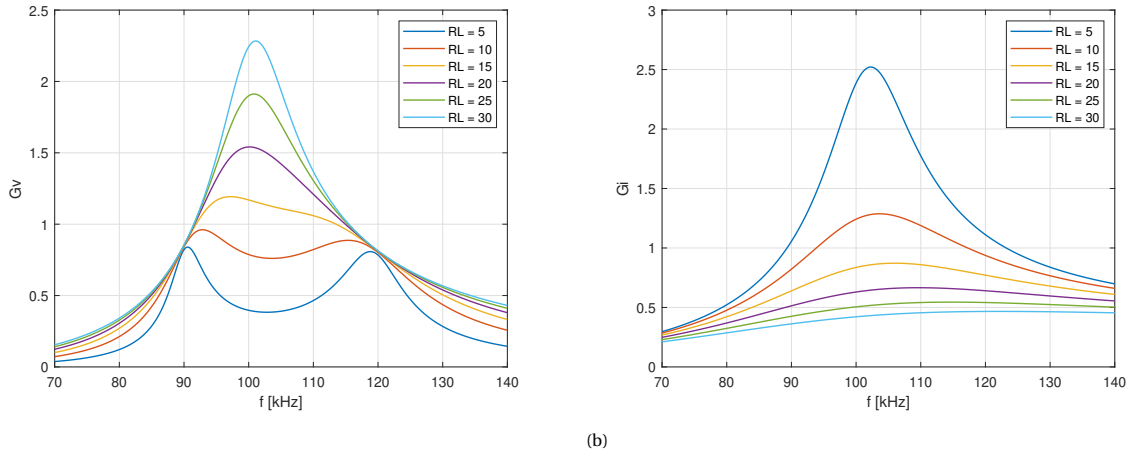 2.5
2
1.5
1
0.5
0
Gv
70 80 90 100 110 120 130 140
f [kHz]
RL = 5
RL = 10
RL = 15
RL = 20
RL = 25
RL = 30
3
2.5
2
1.5
1
0.5
0
Gi
70 80 90 100 110 120 130 140
f [kHz]
RL = 5
RL = 10
RL = 15
RL = 20
RL = 25
RL = 30
(b)